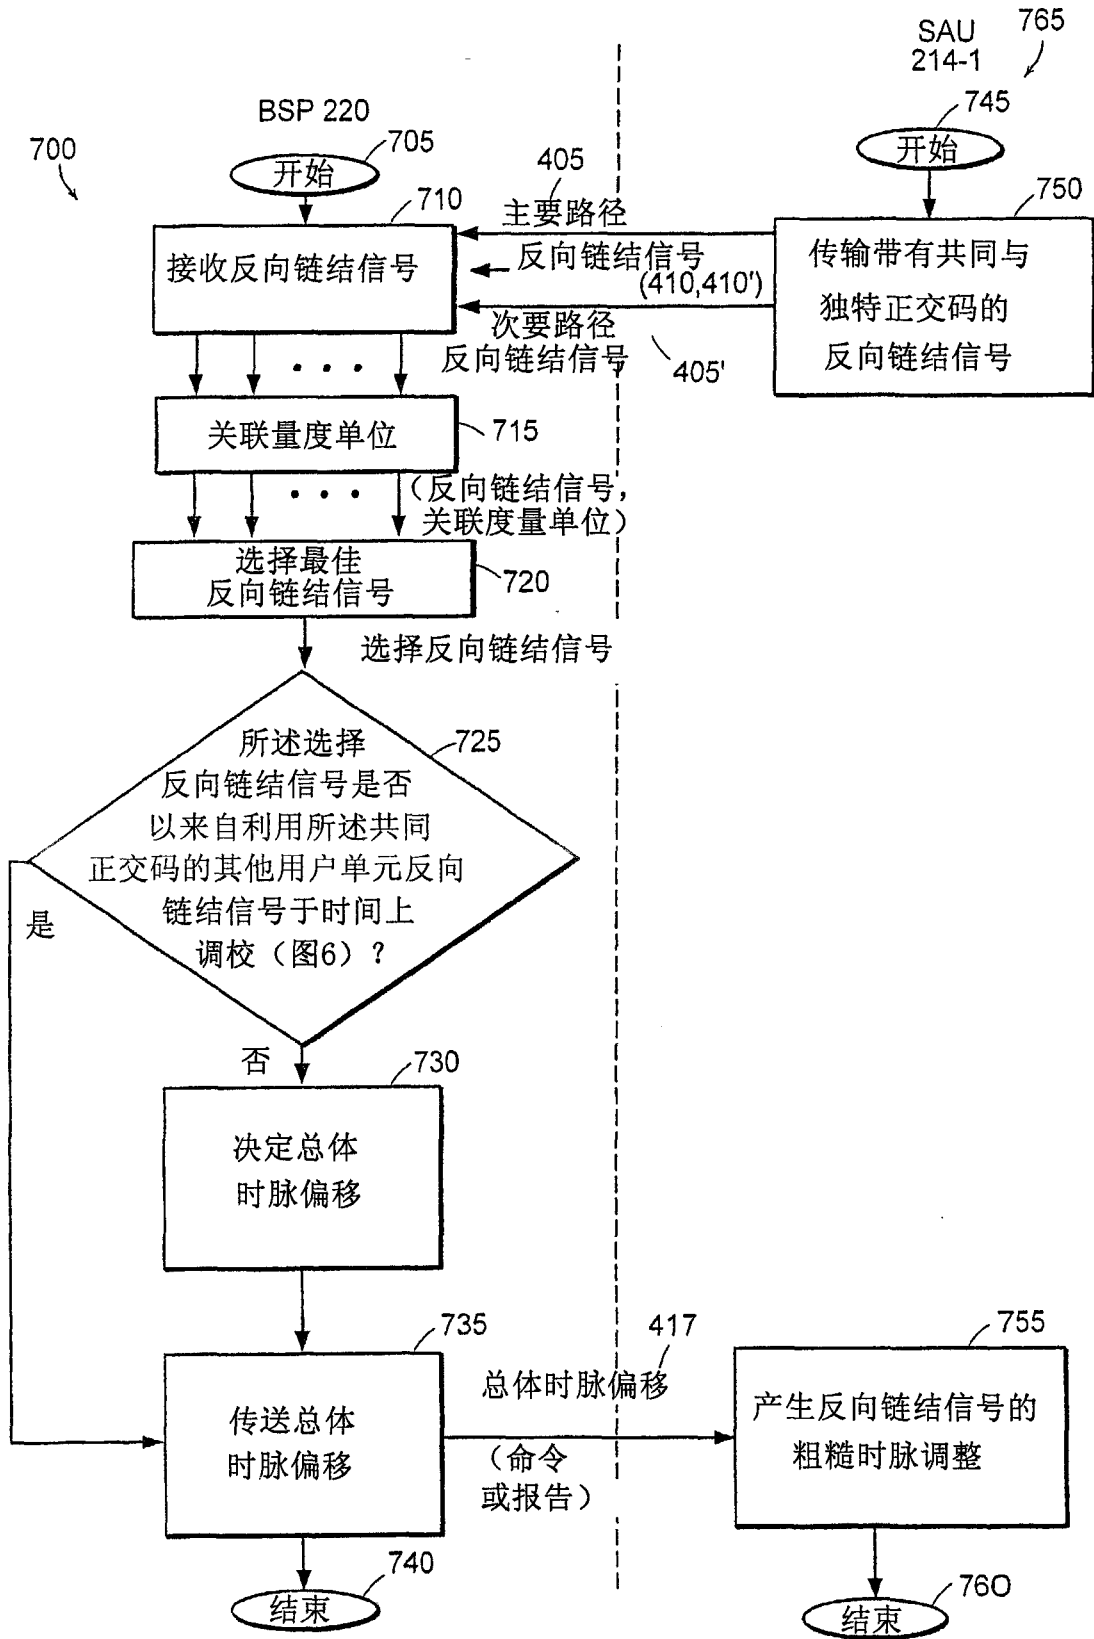 SAU
214-1
765
BSP 220
700
705
开始
745
开始
710
405
750
主要路径
接收反向链结信号
反向链结信号
(410,410')
次要路径
反向链结信号
405'
传输带有共同与
独特正交码的
反向链结信号
关联量度单位
715
（反向链结信号，
关联度量单位）
选择最佳
反向链结信号
720
选择反向链结信号
725
所述选择
反向链结信号是否
以来自利用所述共同
正交码的其他用户单元反向
链结信号于时间上
调校（图6）？
是
否
730
决定总体
时脉偏移
735
传送总体
时脉偏移
417
总体时脉偏移
（命令
或报告）
755
产生反向链结信号的
粗糙时脉调整
740
结束
760
结束